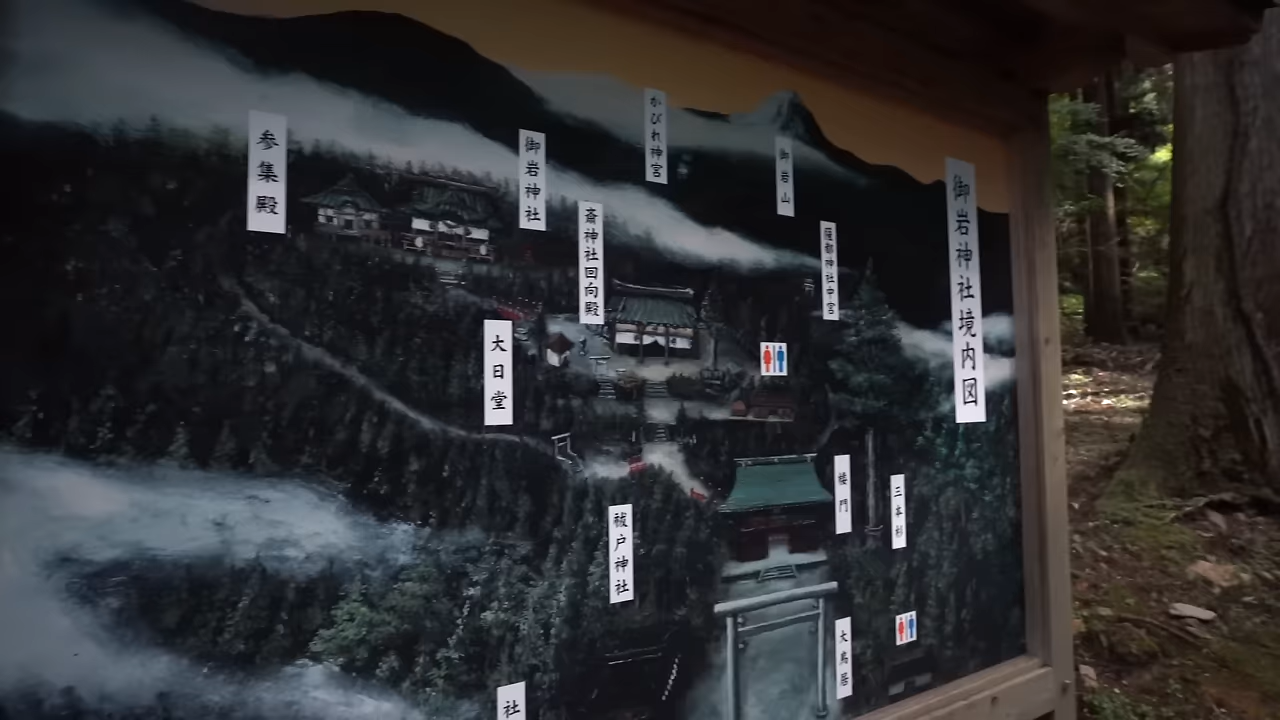 御岩神社境内図
御岩山
かびれ神宮
薩都神社中宮
御岩神社
斎神社回向殿
参集殿
大日堂
楼門
三本杉
祓戸神社
大鳥居
社